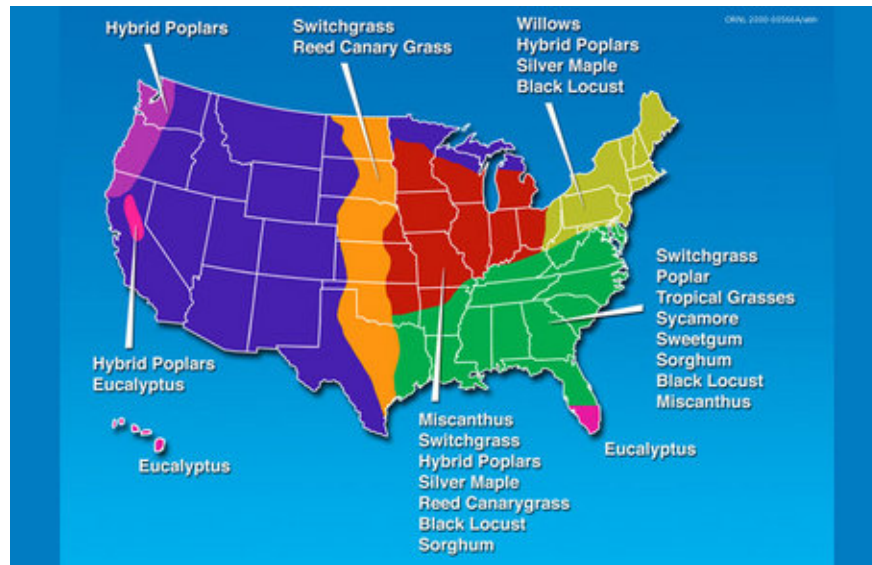 Hybrid Poplars
Switchgrass
Reed Canary Grass
Willows
Hybrid Poplars
Silver Maple
Black Locust
Switchgrass
Poplar
Tropical Grasses
Sycamore
Sweetgum
Sorghum
Black Locust
Miscanthus
Hybrid Poplars
Eucalyptus
Eucalyptus
Miscanthus
Switchgrass
Hybrid Poplars
Silver Maple
Reed Canarygrass
Black Locust
Sorghum
Eucalyptus